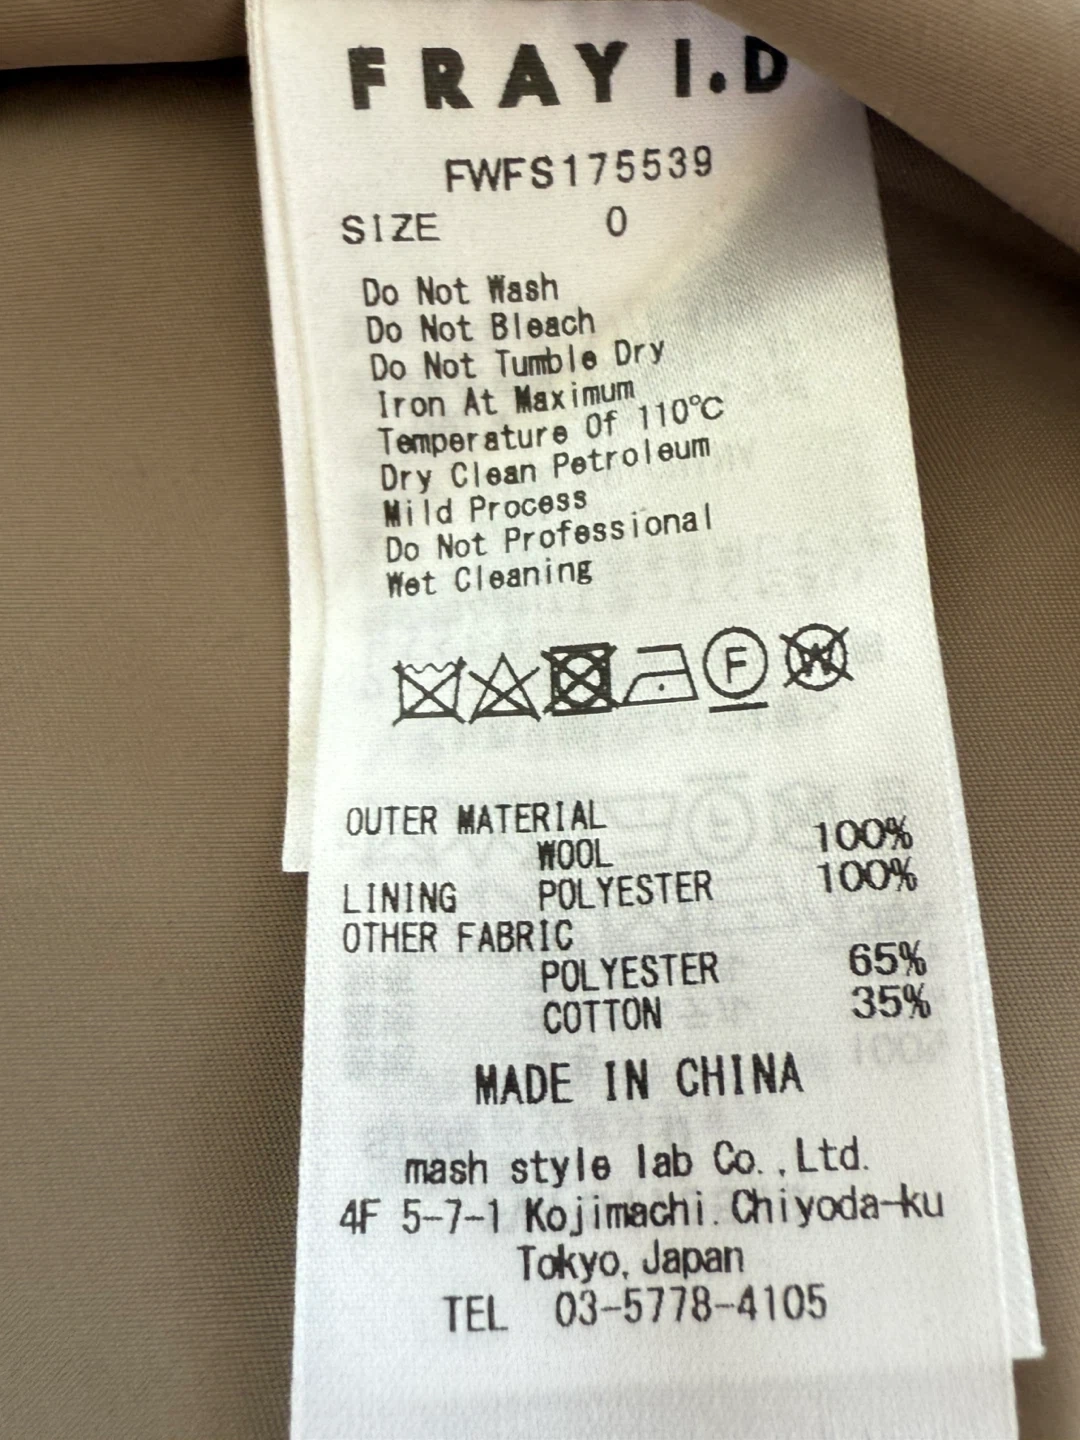 FRAY I.D
FWFS175539
SIZE 0
Do Not Wash
Do Not Bleach
Do Not Tumble Dry
Iron At Maximum
Temperature Of 110℃
Dry Clean Petroleum
Mild Process
Do Not Professional
Wet Cleaning
F W
OUTER MATERIAL
WOOL 100%
LINING POLYESTER 100%
OTHER FABRIC
POLYESTER 65%
COTTON 35%
MADE IN CHINA
mash style lab Co.,Ltd.
4F 5-7-1 Kojimachi. Chiyoda-ku
Tokyo, Japan
TEL 03-5778-4105